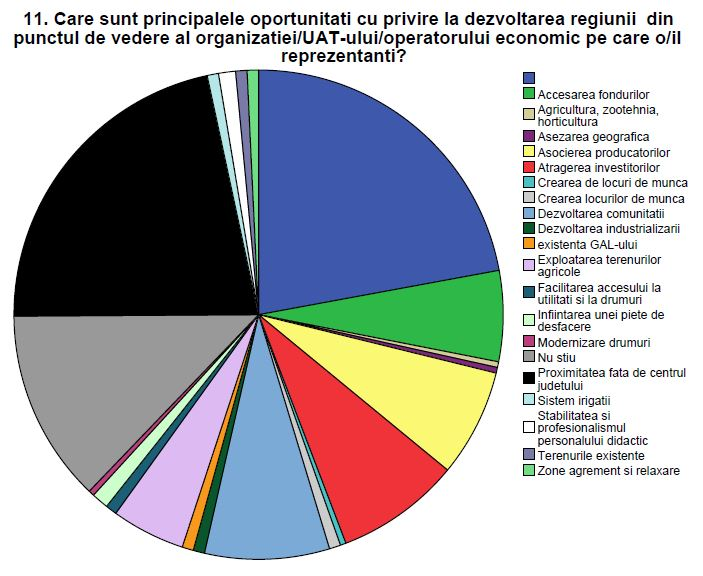 11. Care sunt principalele oportunitati cu privire la dezvoltarea regiunii din
punctul de vedere al organizatiei/UAT-ului/operatorului economic pe care o/il
reprezentanti?
Accesarea fondurilor
Agricultura, zootehnia,
horticultura
Asezarea geografica
Asocierea producatorilor
Atragerea investitorilor
Crearea de locuri de munca
Crearea locurilor de munca
Dezvoltarea comunitatii
Dezvoltarea industrializarii
existenta GAL-ului
Exploatarea terenurilor
agricole
Facilitarea accesului la
utilitati si la drumuri
Infiintarea unei piete de
desfacere
Modernizare drumuri
Nu stiu
Proximitatea fata de centrul
judetului
Sistem irigatii
Stabilitatea si
profesionalismul
personalului didactic
Terenurile existente
Zone agrement si relaxare